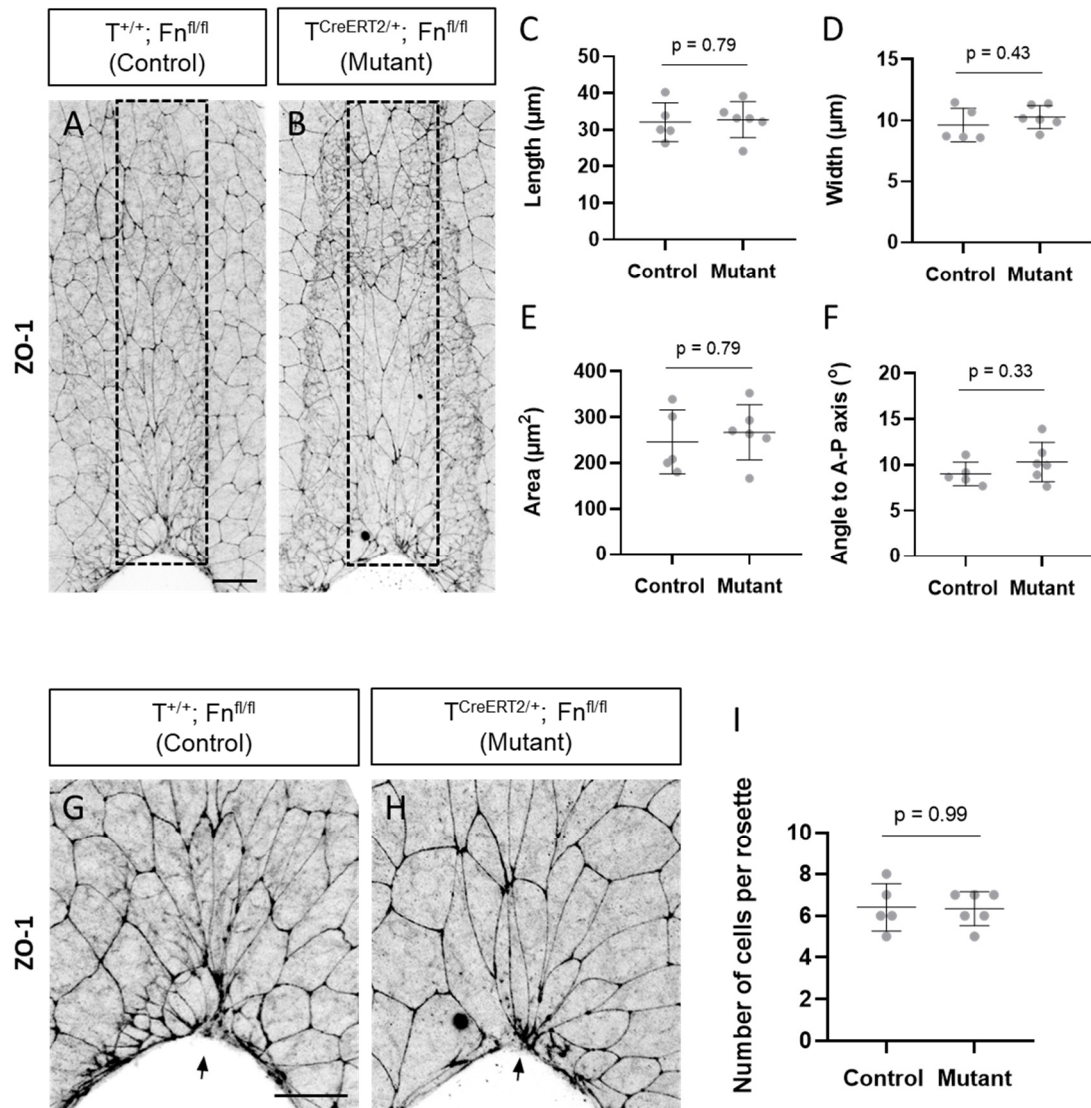 T+/+; Fnfl/fl
(Control)
TCreERT2/+; Fnfl/fl
(Mutant)
A
B
ZO-1
C
p = 0.79
Length (µm)
50
40
30
20
10
0
Control Mutant
D
p = 0.43
Width (µm)
15
10
5
0
Control Mutant
E
p = 0.79
Area (µm2)
400
300
200
100
0
Control Mutant
F
p = 0.33
Angle to A-P axis (o)
20
15
10
5
0
Control Mutant
T+/+; Fnfl/fl
(Control)
TCreERT2/+; Fnfl/fl
(Mutant)
G
H
ZO-1
I
p = 0.99
Number of cells per rosette
10
8
6
4
2
0
Control Mutant